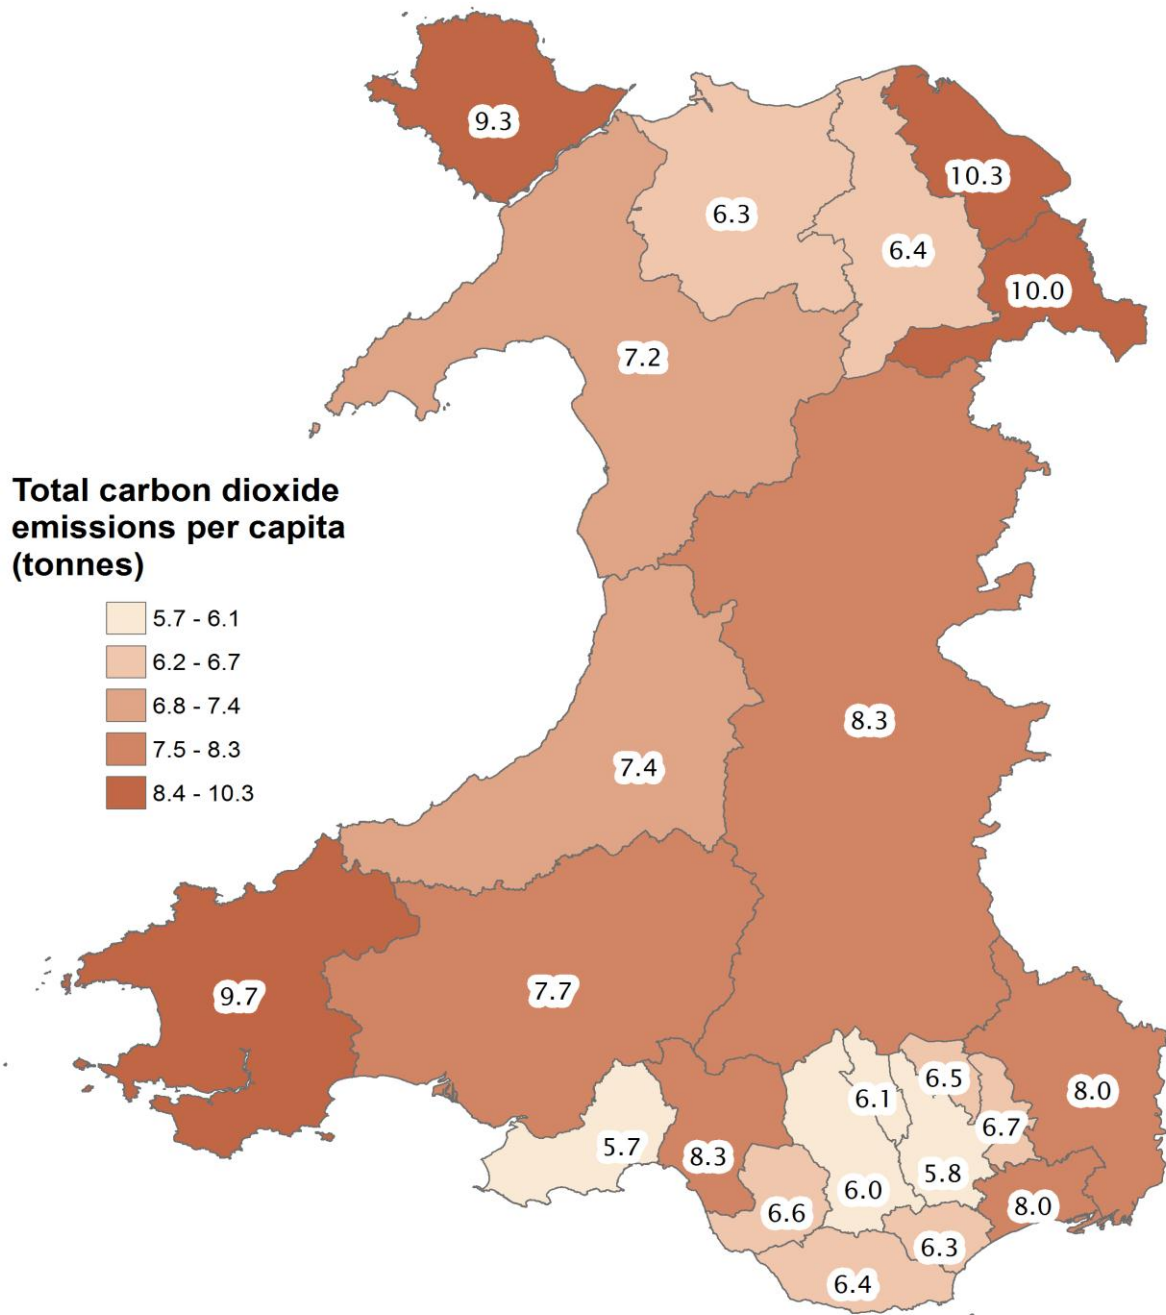 9.3
10.3
6.3
6.4
10.0
7.2
Total carbon dioxide
emissions per capita
(tonnes)
5.7 - 6.1
6.2 - 6.7
6.8 - 7.4
7.5 - 8.3
8.4 - 10.3
8.3
7.4
9.7
7.7
6.5
6.1
8.0
6.7
5.7
8.3
5.8
6.0
8.0
6.6
6.3
6.4